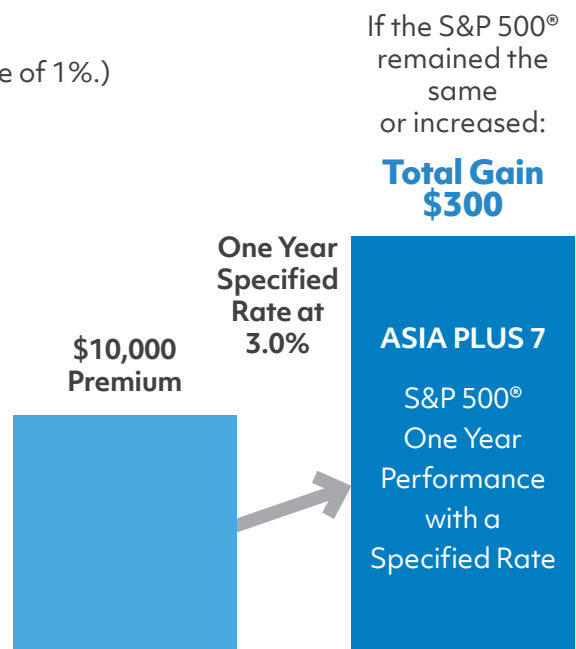 e of 1%.)
If the S&P 500®
remained the
same
or increased:
Total Gain
$300
One Year
Specified
Rate at
3.0%
$10,000
Premium
ASIA PLUS 7
S&P 500®
One Year
Performance
with a
Specified Rate